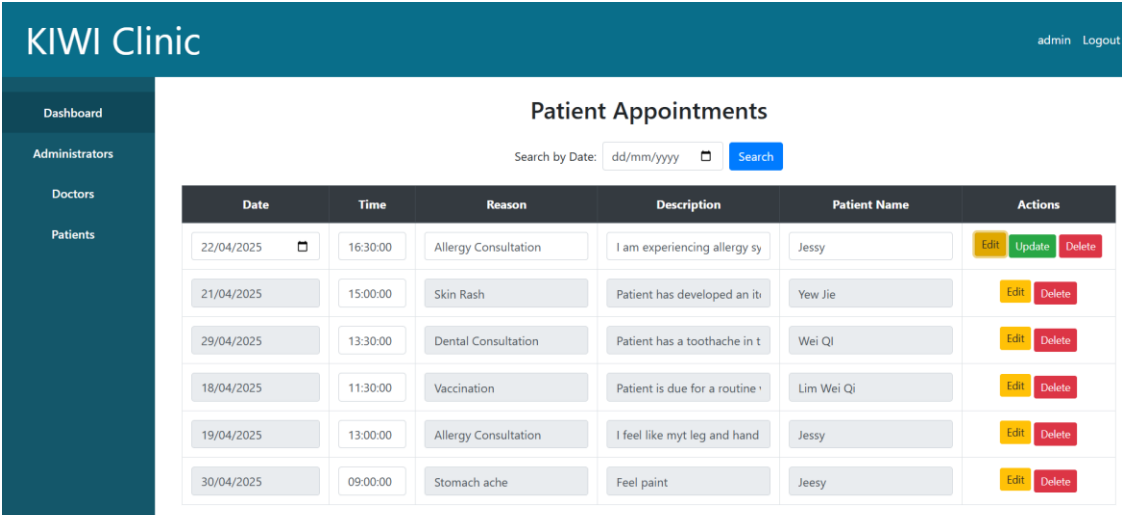 KIWI Clinic
admin Logout
Dashboard
Administrators
Doctors
Patients
Patient Appointments
Search by Date: dd/mm/yyyy Search
Date Time Reason Description Patient Name Actions
22/04/2025 16:30:00 Allergy Consultation I am experiencing allergy sy Jessy Edit Update Delete
21/04/2025 15:00:00 Skin Rash Patient has developed an it Yew Jie Edit Delete
29/04/2025 13:30:00 Dental Consultation Patient has a toothache in t Wei QI Edit Delete
18/04/2025 11:30:00 Vaccination Patient is due for a routine Lim Wei Qi Edit Delete
19/04/2025 13:00:00 Allergy Consultation I feel like myt leg and hand Jessy Edit Delete
30/04/2025 09:00:00 Stomach ache Feel paint Jeesy Edit Delete